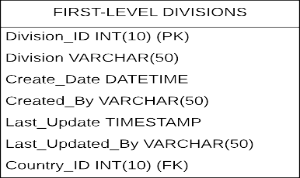 FIRST-LEVEL DIVISIONS
Division_ID INT(10) (PK)
Division VARCHAR(50)
Create_Date DATETIME
Created_By VARCHAR(50)
Last_Update TIMESTAMP
Last_Updated_By VARCHAR(50)
Country_ID INT(10) (FK)